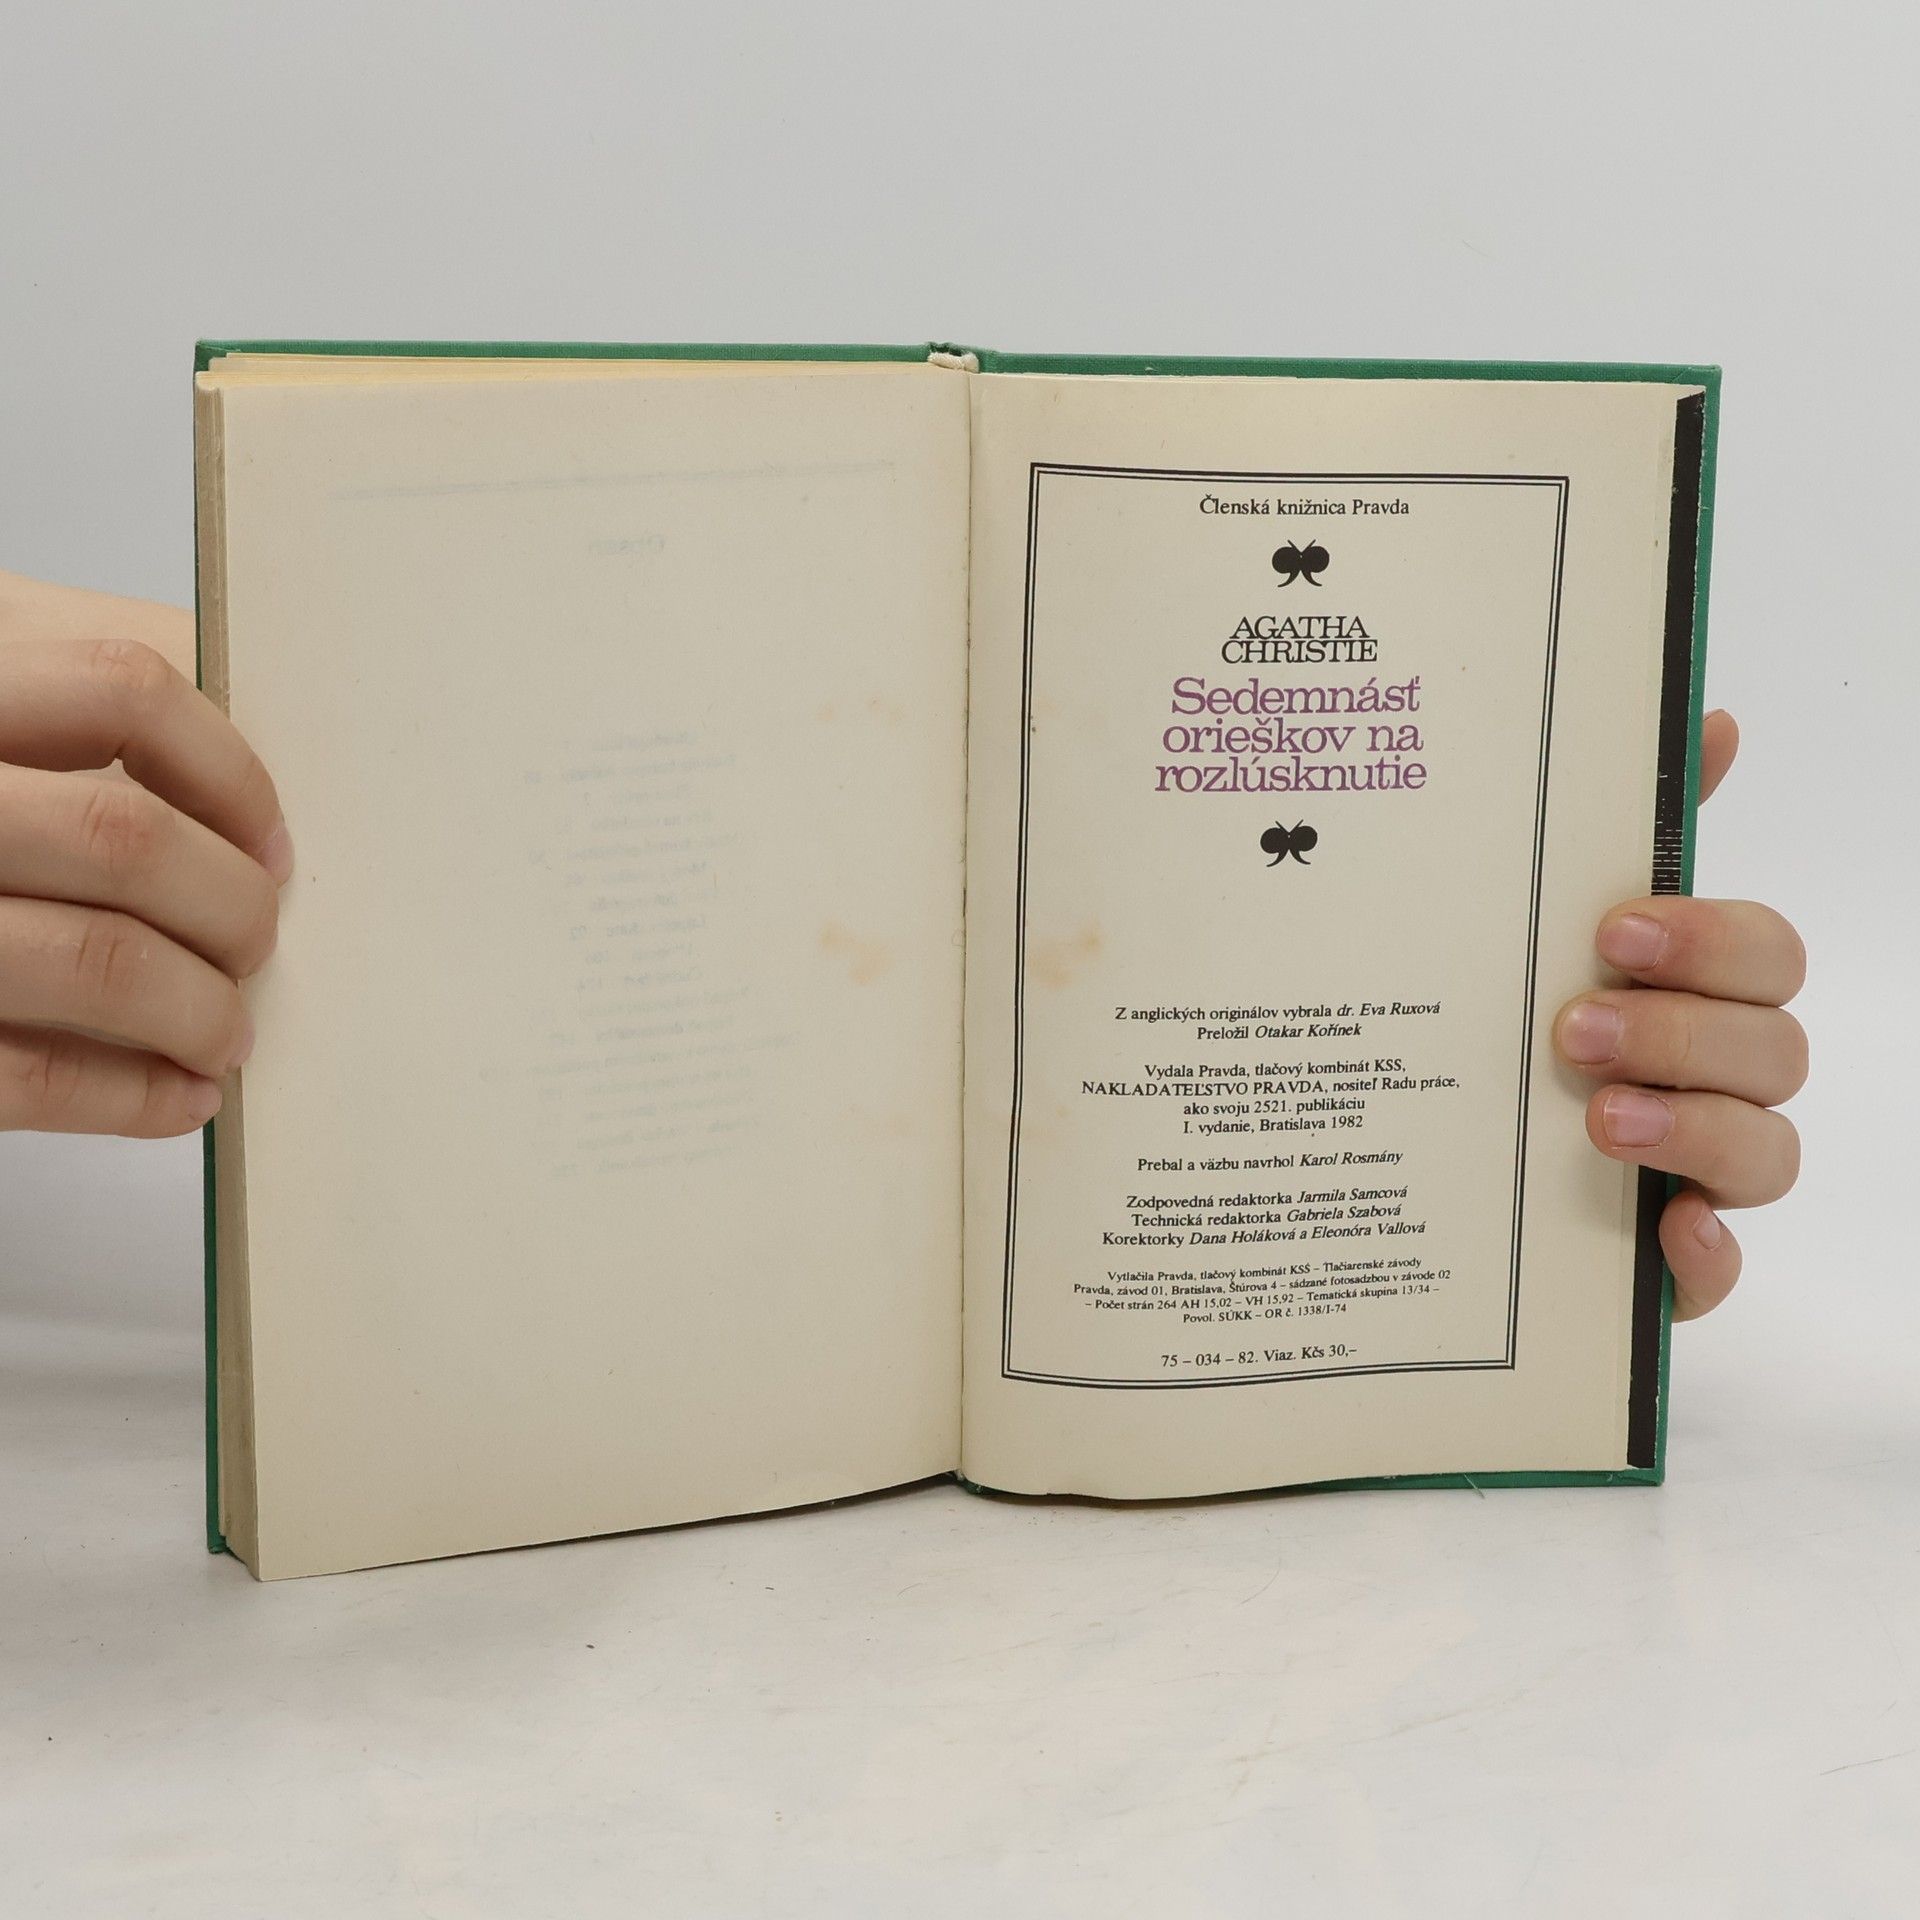 Členská knižnica Pravda
AGATHA
CHRISTIE
Sedemnásť
orieškov na
rozlúsknutie
Z anglických originálov vybrala dr. Eva Ruxová
Preložil Otakar Kořínek
Vydala Pravda, tlačový kombinát KSS,
NAKLADATEĽSTVO PRAVDA, nositeľ Radu práce,
ako svoju 2521. publikáciu
I. vydanie, Bratislava 1982
Prebal a väzbu navrhol Karol Rosmány
Zodpovedná redaktorka Jarmila Samcová
Technická redaktorka Gabriela Szabová
Korektorky Dana Holáková a Eleonóra Vallová
Vytlačila Pravda, tlačový kombinát KSS – Tlačiarenské závody
Pravda, závod 01, Bratislava, Štúrova 4 – sádzané fotosadzbou v závode 02
– Počet strán 264 AH 15,02 – VH 15,92 – Tematická skupina 13/34 –
Povol. SÚKK – OR č. 1338/I-74
75 – 034 – 82. Viaz. Kčs 30,–